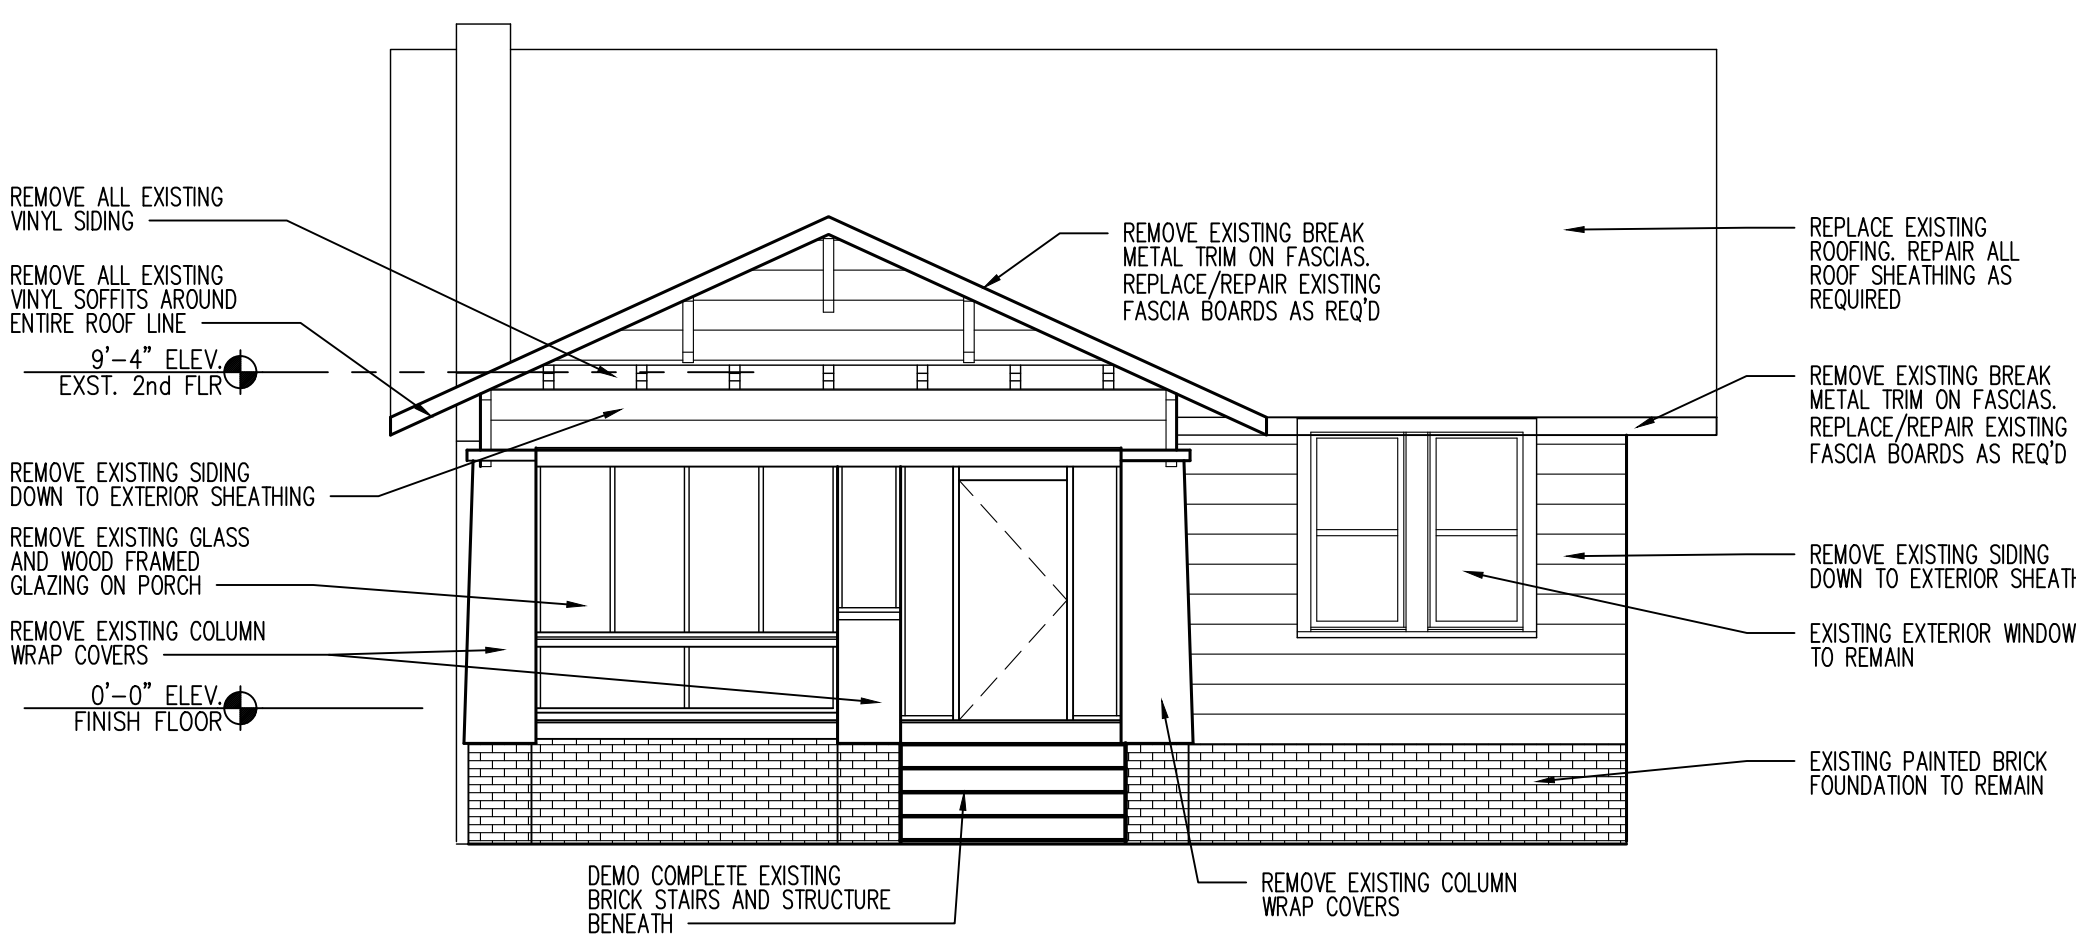 REMOVE ALL EXISTING
VINYL SIDING
REMOVE ALL EXISTING
VINYL SOFFITS AROUND
ENTIRE ROOF LINE
9'-4" ELEV.
EXST. 2nd FLR
REMOVE EXISTING SIDING
DOWN TO EXTERIOR SHEATHING
REMOVE EXISTING GLASS
AND WOOD FRAMED
GLAZING ON PORCH
REMOVE EXISTING COLUMN
WRAP COVERS
0'-0" ELEV.
FINISH FLOOR
DEMO COMPLETE EXISTING
BRICK STAIRS AND STRUCTURE
BENEATH
REMOVE EXISTING BREAK
METAL TRIM ON FASCIAS.
REPLACE/REPAIR EXISTING
FASCIA BOARDS AS REQ'D
REMOVE EXISTING COLUMN
WRAP COVERS
REPLACE EXISTING
ROOFING. REPAIR ALL
ROOF SHEATHING AS
REQUIRED
REMOVE EXISTING BREAK
METAL TRIM ON FASCIAS.
REPLACE/REPAIR EXISTING
FASCIA BOARDS AS REQ'D
REMOVE EXISTING SIDING
DOWN TO EXTERIOR SHEATH
EXISTING EXTERIOR WINDOW
TO REMAIN
EXISTING PAINTED BRICK
FOUNDATION TO REMAIN